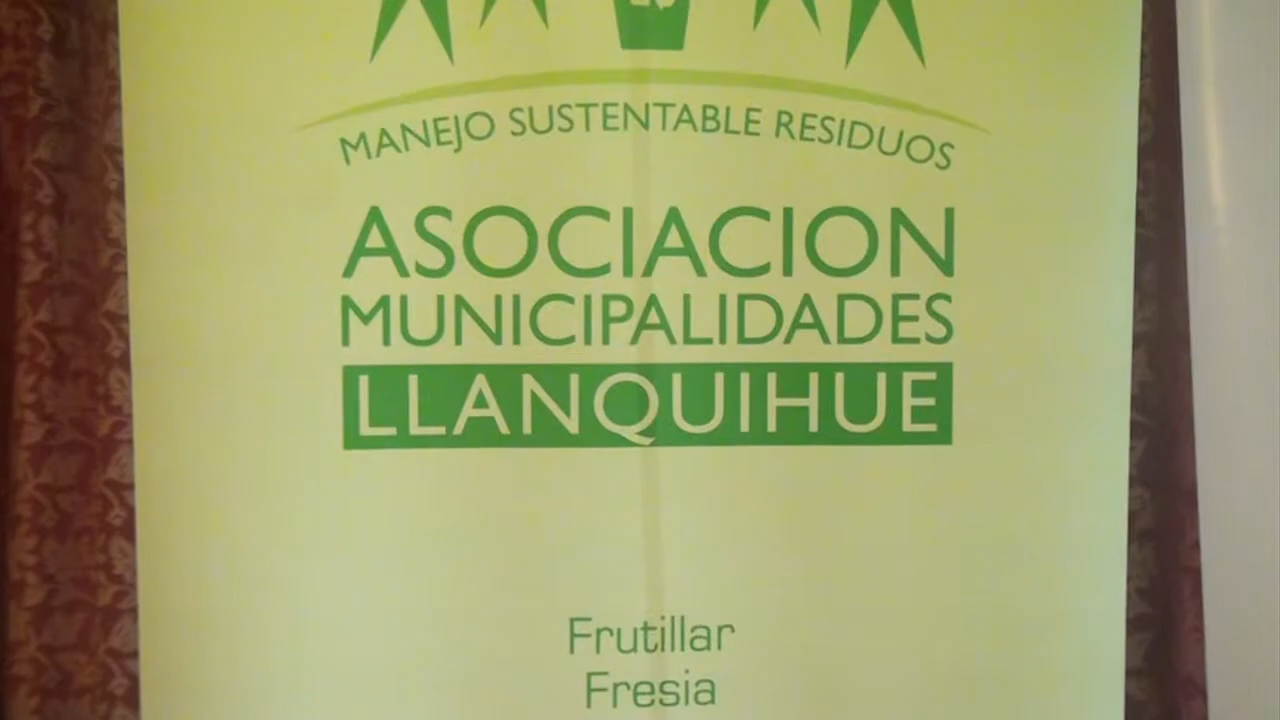 MANEJO SUSTENTABLE RESIDUOS
ASOCIACION
MUNICIPALIDADES
LLANQUIHUE
Frutillar
Fresia